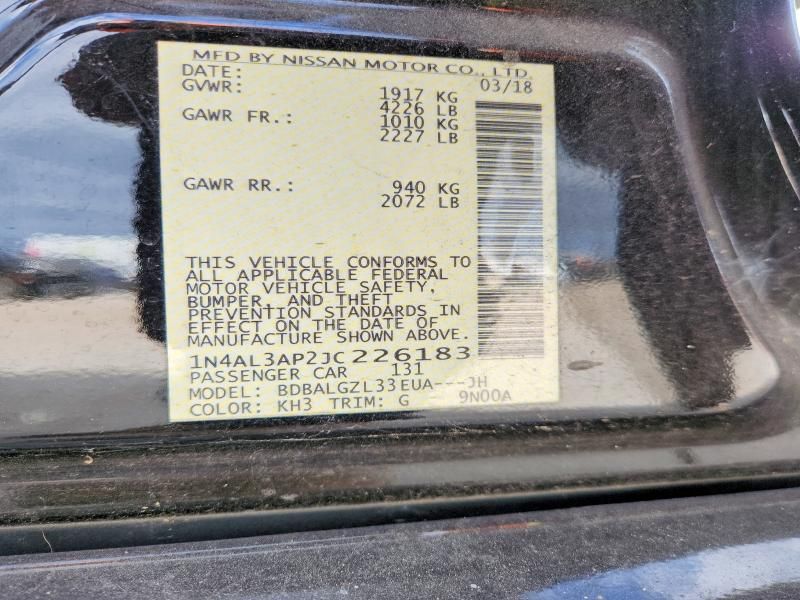 MFD BY NISSAN MOTOR CO., LTD.
DATE: 03/18
GVWR: 1917 KG
4226 LB
GAWR FR.: 1010 KG
2227 LB
GAWR RR.: 940 KG
2072 LB
THIS VEHICLE CONFORMS TO
ALL APPLICABLE FEDERAL
MOTOR VEHICLE SAFETY,
BUMPER, AND THEFT
PREVENTION STANDARDS IN
EFFECT ON THE DATE OF
MANUFACTURE SHOWN ABOVE.
1N4AL3AP2JC226183
PASSENGER CAR 131
MODEL: BDBALGZL33EUA---JH
COLOR: KH3 TRIM: G 9N00A